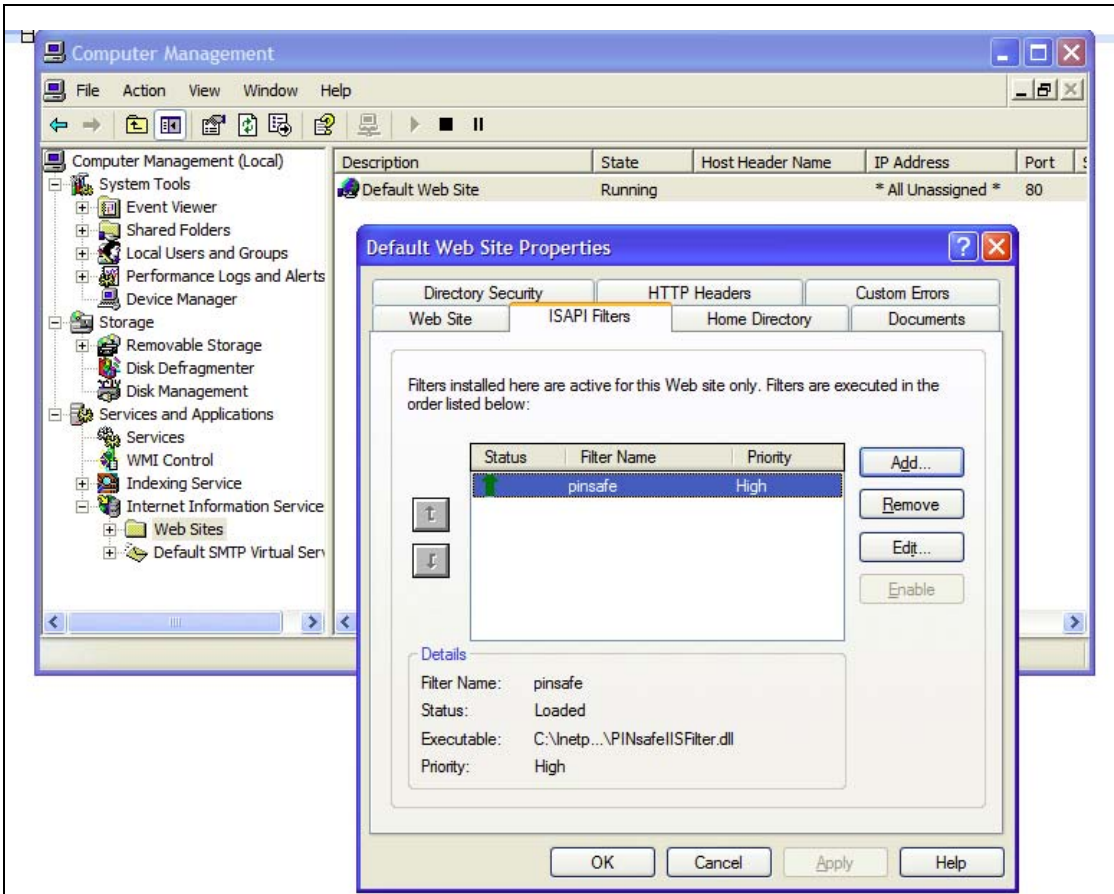 Computer Management
File Action View Window Help
Computer Management (Local)
System Tools
Event Viewer
Shared Folders
Local Users and Groups
Performance Logs and Alerts
Device Manager
Storage
Removable Storage
Disk Defragmenter
Disk Management
Services and Applications
Services
WMI Control
Indexing Service
Internet Information Service
Web Sites
Default SMTP Virtual Serv
Description State Host Header Name IP Address Port S
Default Web Site Running * All Unassigned * 80
Default Web Site Properties
Directory Security HTTP Headers Custom Errors
Web Site ISAPI Filters Home Directory Documents
Filters installed here are active for this Web site only. Filters are executed in the
order listed below:
Status Filter Name Priority
pinsafe High
Add...
Remove
Edit...
Enable
Details
Filter Name: pinsafe
Status: Loaded
Executable: C:\Inetp...\PINsafeIISFilter.dll
Priority: High
OK Cancel Apply Help